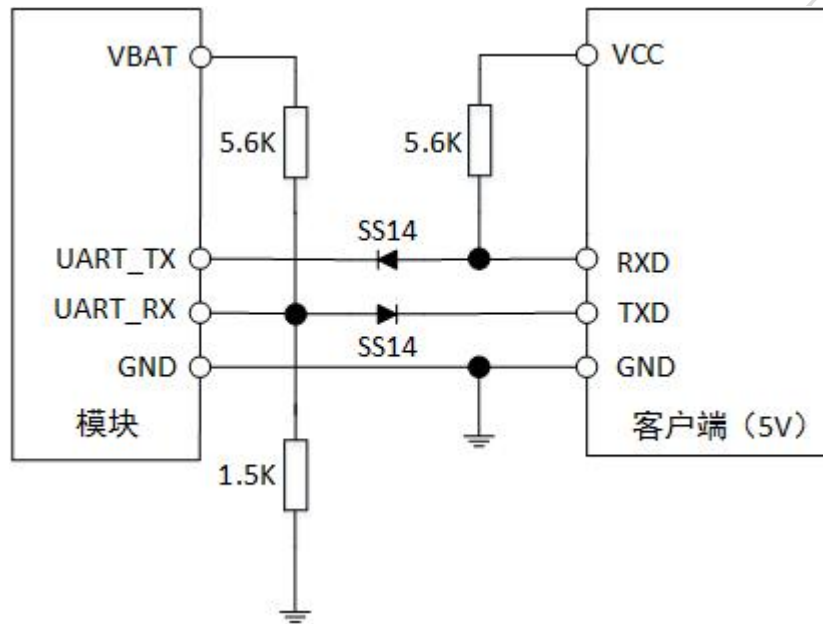 VBAT
VCC
5.6K
5.6K
SS14
UART_TX
RXD
UART_RX
TXD
SS14
GND
GND
模块
客户端（5V）
1.5K